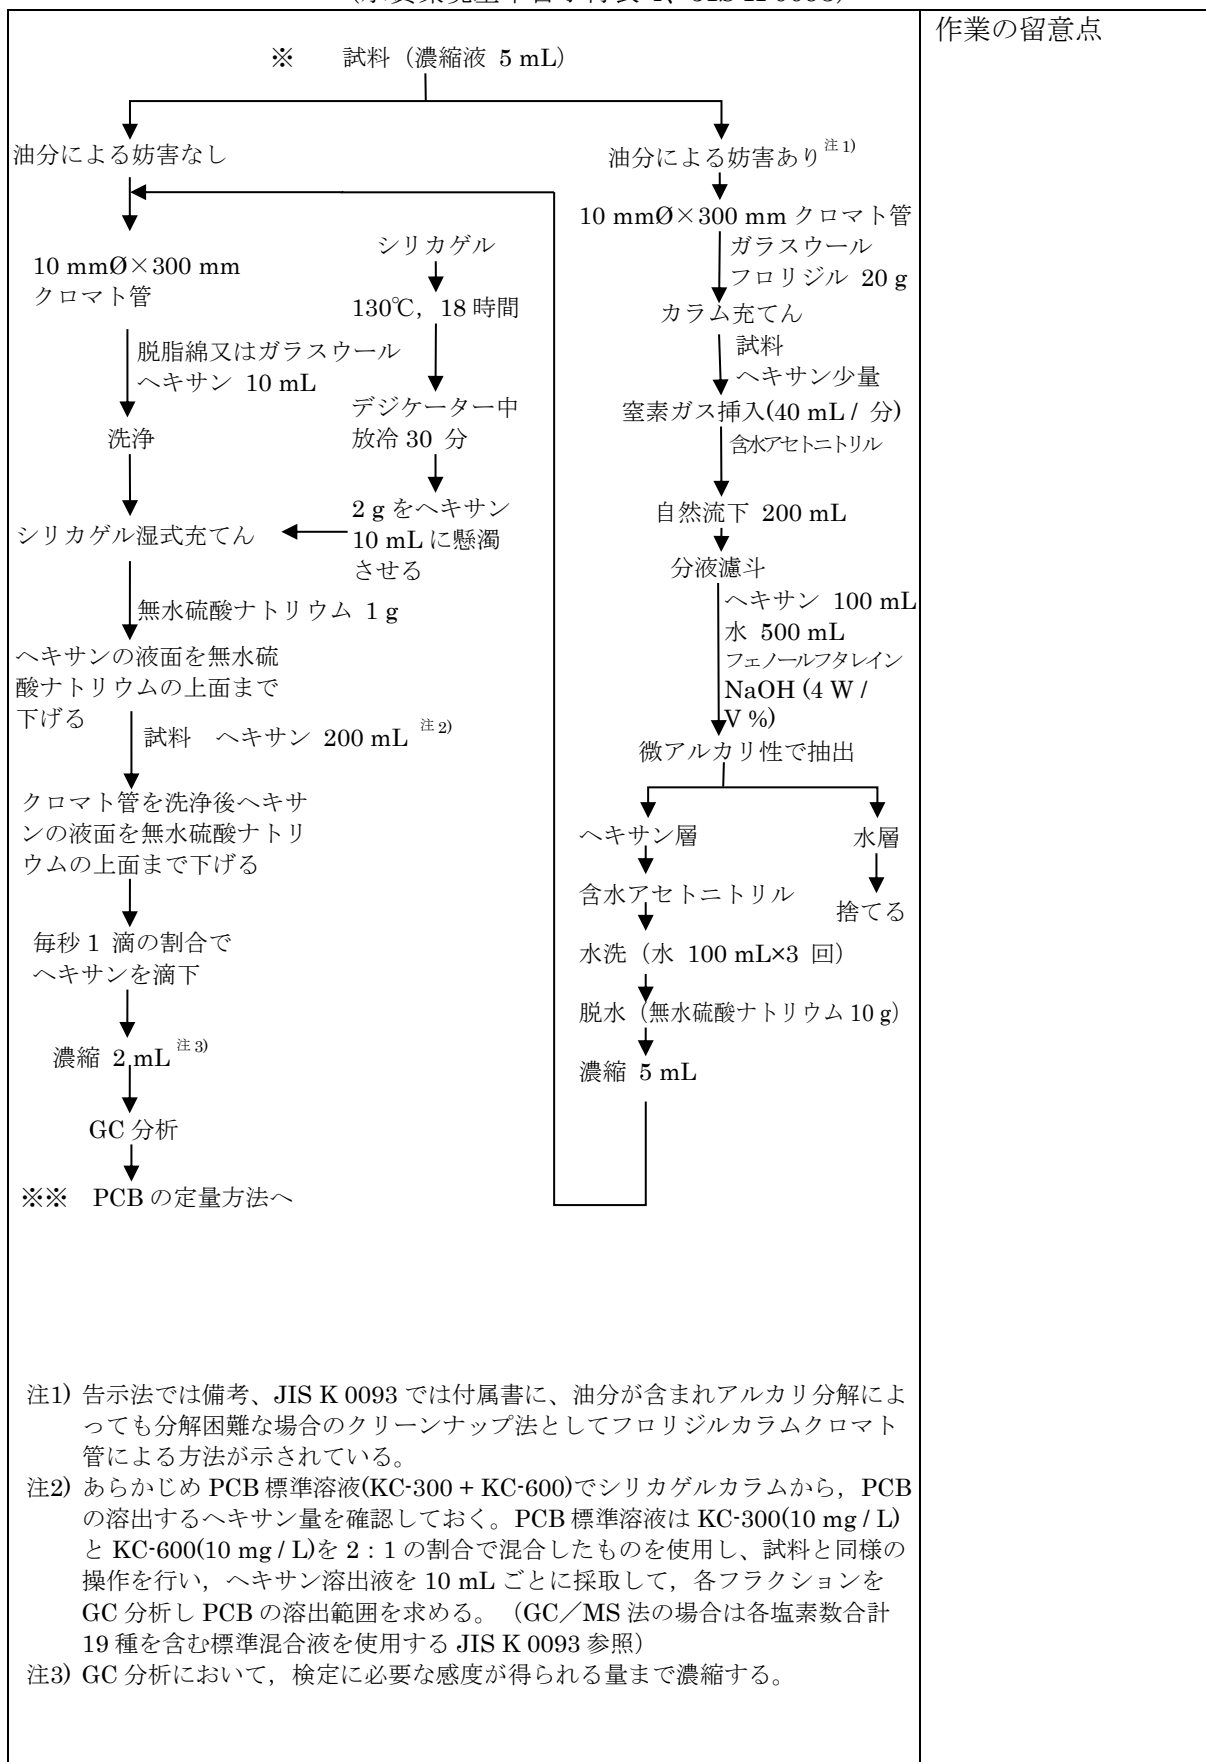 作業の留意点
※　試料（濃縮液 5 mL）
油分による妨害なし
10 mmØ×300 mm
クロマト管
脱脂綿又はガラスウール
ヘキサン 10 mL
洗浄
シリカゲル湿式充てん
シリカゲル
130℃，18 時間
デジケーター中
放冷 30 分
2 g をヘキサン
10 mL に懸濁
させる
無水硫酸ナトリウム 1 g
ヘキサンの液面を無水硫
酸ナトリウムの上面まで
下げる
試料　ヘキサン 200 mL 注 2)
クロマト管を洗浄後ヘキサ
ンの液面を無水硫酸ナトリ
ウムの上面まで下げる
毎秒 1 滴の割合で
ヘキサンを滴下
濃縮 2 mL 注 3)
GC 分析
※※　PCB の定量方法へ
油分による妨害あり 注 1)
10 mmØ×300 mm クロマト管
ガラスウール
フロリジル 20 g
カラム充てん
試料
ヘキサン少量
窒素ガス挿入(40 mL / 分)
含水アセトニトリル
自然流下 200 mL
分液濾斗
ヘキサン 100 mL
水 500 mL
フェノールフタレイン
NaOH (4 W /
V %)
微アルカリ性で抽出
ヘキサン層
水層
含水アセトニトリル
捨てる
水洗（水 100 mL×3 回）
脱水（無水硫酸ナトリウム 10 g）
濃縮 5 mL
注1) 告示法では備考、JIS K 0093 では付属書に、油分が含まれアルカリ分解によ
っても分解困難な場合のクリーンナップ法としてフロリジルカラムクロマト
管による方法が示されている。
注2) あらかじめ PCB 標準溶液(KC-300 + KC-600)でシリカゲルカラムから，PCB
の溶出するヘキサン量を確認しておく。PCB 標準溶液は KC-300(10 mg / L)
と KC-600(10 mg / L)を 2：1 の割合で混合したものを使用し、試料と同様の
操作を行い，ヘキサン溶出液を 10 mL ごとに採取して，各フラクションを
GC 分析し PCB の溶出範囲を求める。（GC／MS 法の場合は各塩素数合計
19 種を含む標準混合液を使用する JIS K 0093 参照）
注3) GC 分析において，検定に必要な感度が得られる量まで濃縮する。